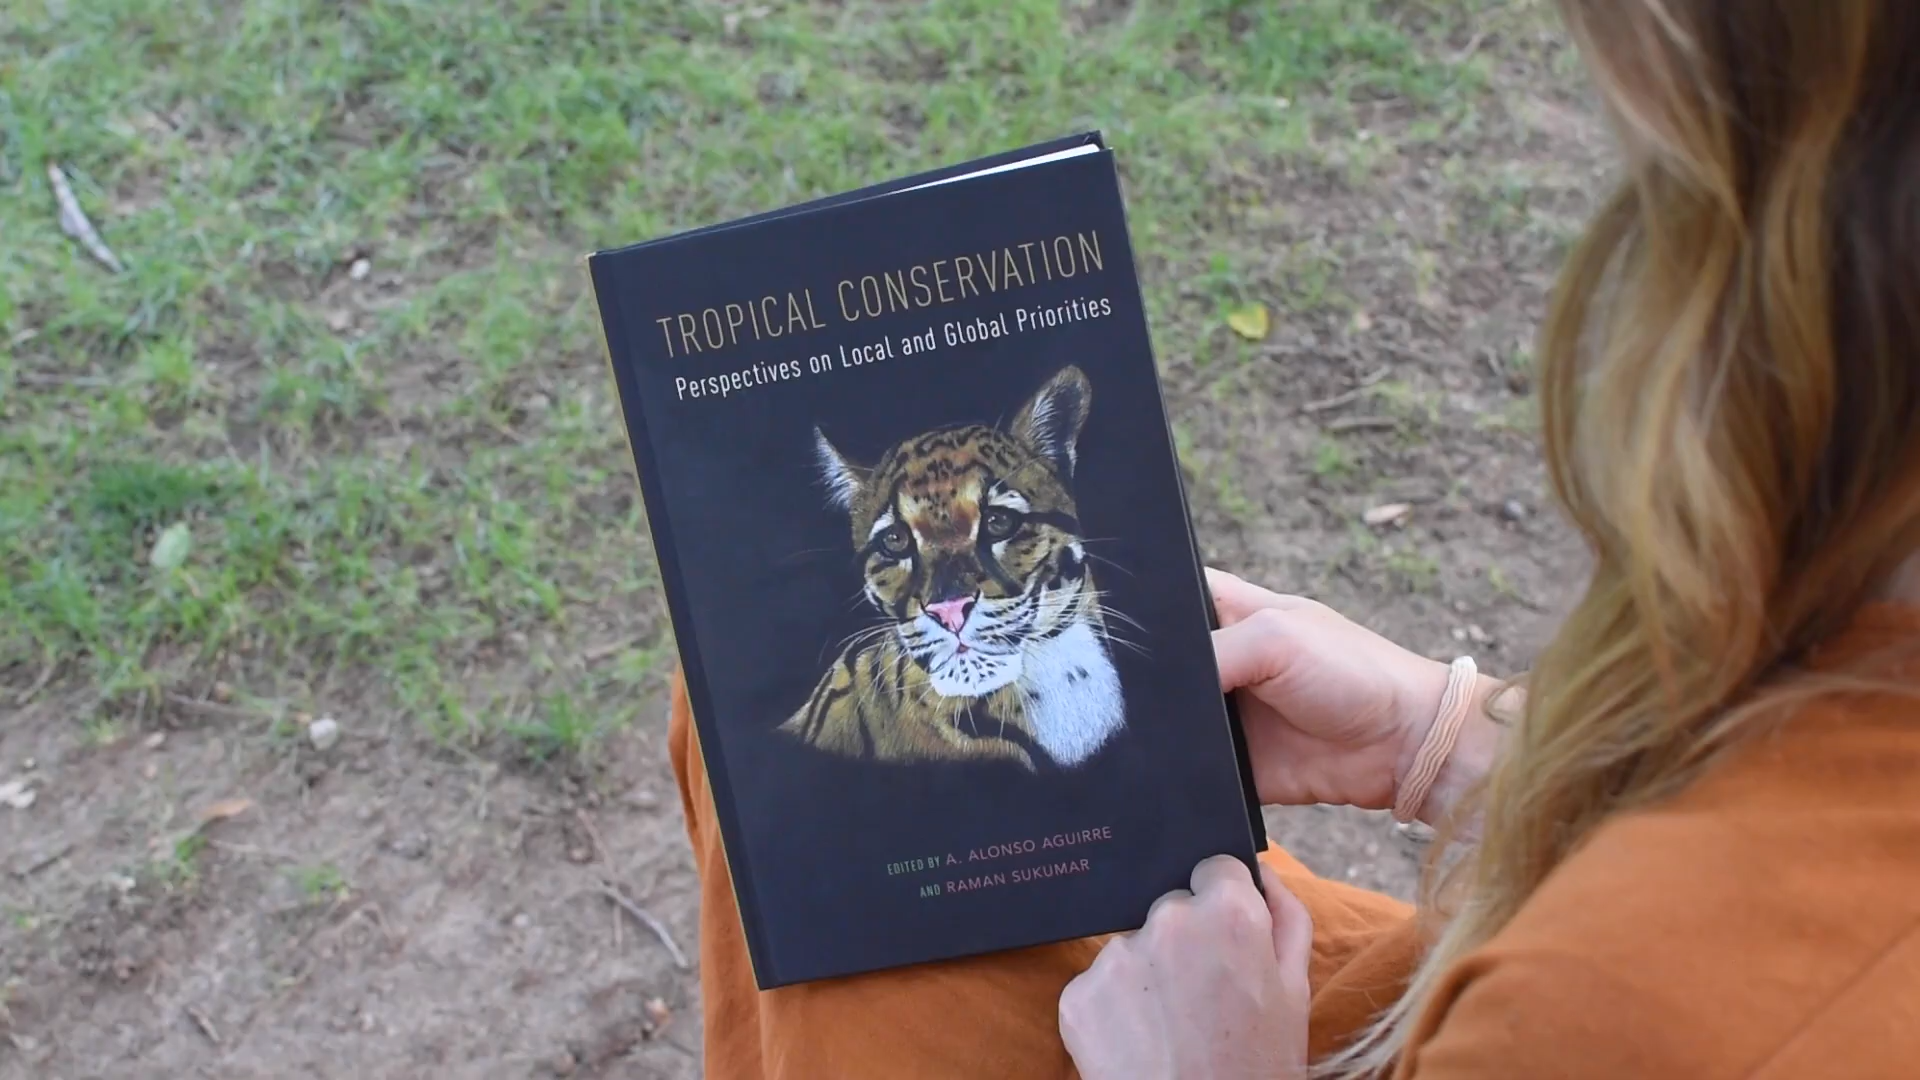 TROPICAL CONSERVATION
Perspectives on Local and Global Priorities
EDITED BY A. ALONSO AGUIRRE
AND RAMAN SUKUMAR